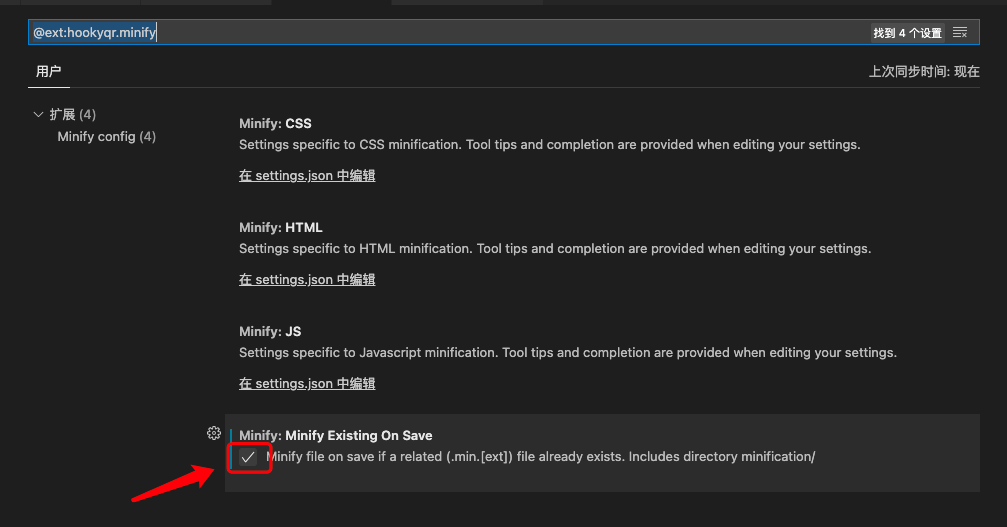 @ext:hookyqr.minify
找到 4 个设置
用户
上次同步时间: 现在
扩展 (4)
Minify config (4)
Minify: CSS
Settings specific to CSS minification. Tool tips and completion are provided when editing your settings.
在 settings.json 中编辑
Minify: HTML
Settings specific to HTML minification. Tool tips and completion are provided when editing your settings.
在 settings.json 中编辑
Minify: JS
Settings specific to Javascript minification. Tool tips and completion are provided when editing your settings.
在 settings.json 中编辑
Minify: Minify Existing On Save
Minify file on save if a related (.min.[ext]) file already exists. Includes directory minification/